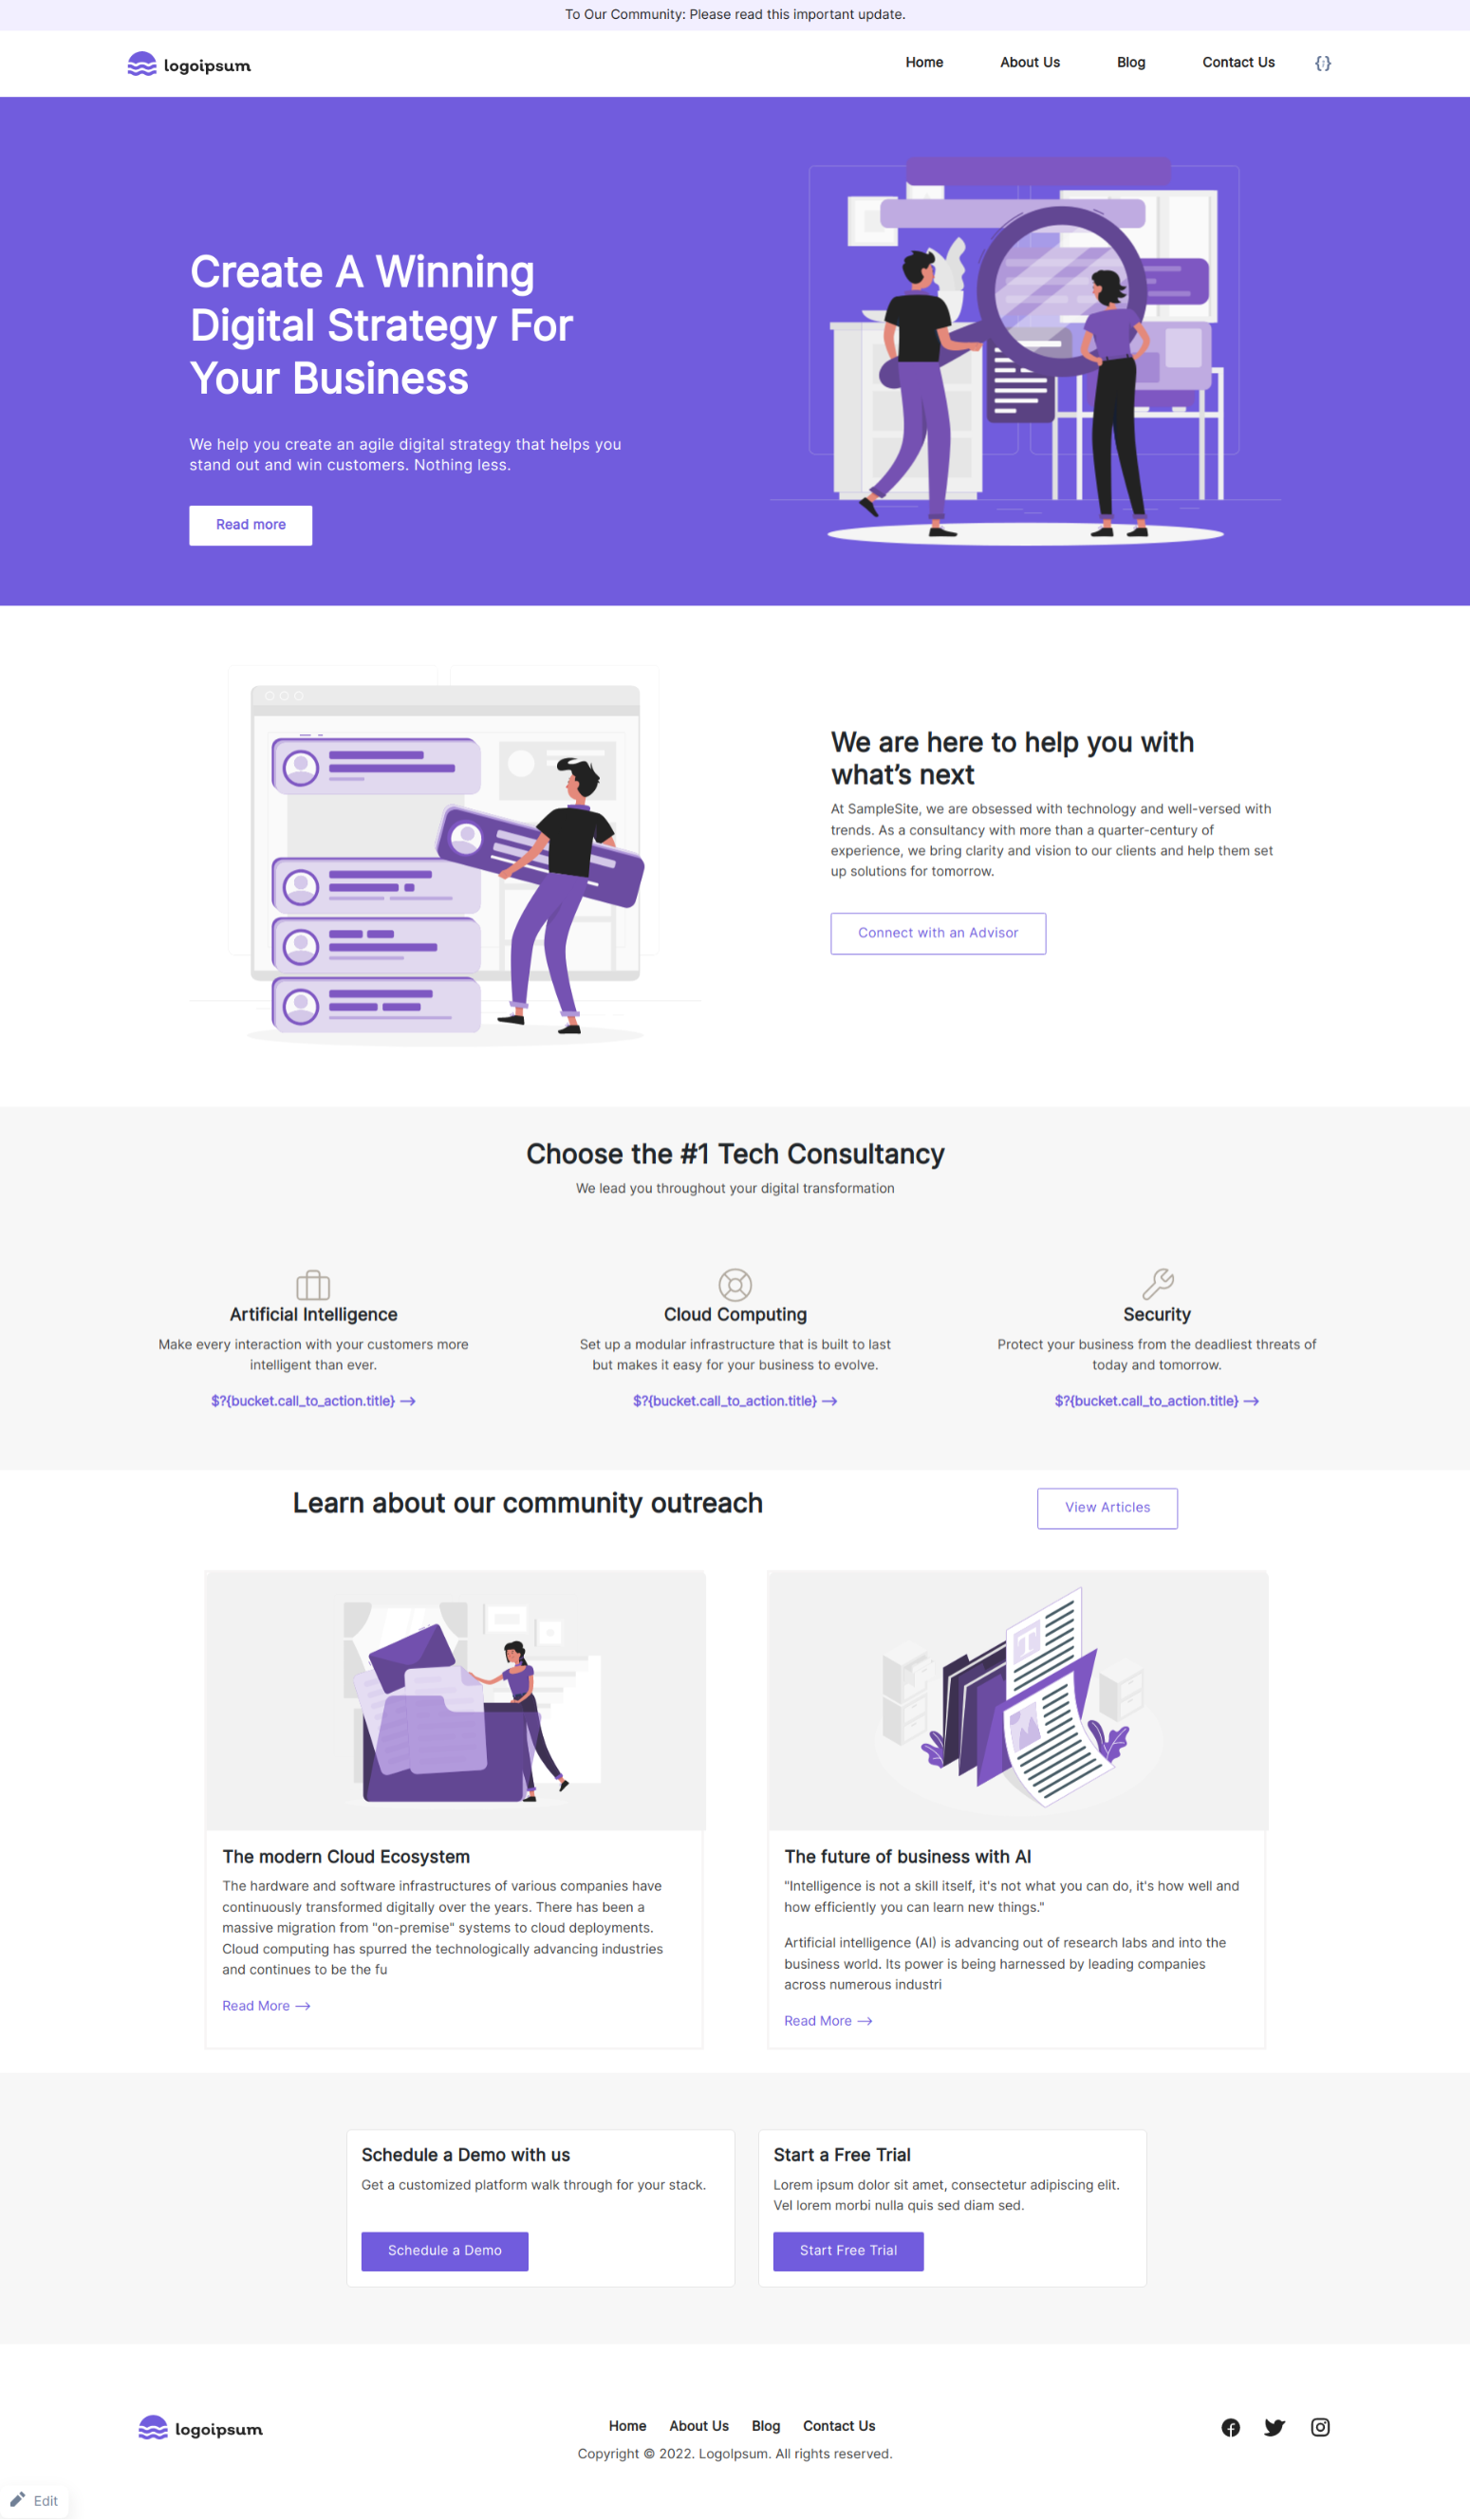 To Our Community: Please read this important update.
logoipsum
Home About Us Blog Contact Us
Create A Winning
Digital Strategy For
Your Business
We help you create an agile digital strategy that helps you
stand out and win customers. Nothing less.
Read more
We are here to help you with
what’s next
At SampleSite, we are obsessed with technology and well-versed with
trends. As a consultancy with more than a quarter-century of
experience, we bring clarity and vision to our clients and help them set
up solutions for tomorrow.
Connect with an Advisor
Choose the #1 Tech Consultancy
We lead you throughout your digital transformation
Artificial Intelligence
Make every interaction with your customers more
intelligent than ever.
$?{bucket.call_to_action.title} →
Cloud Computing
Set up a modular infrastructure that is built to last
but makes it easy for your business to evolve.
$?{bucket.call_to_action.title} →
Security
Protect your business from the deadliest threats of
today and tomorrow.
$?{bucket.call_to_action.title} →
Learn about our community outreach
View Articles
The modern Cloud Ecosystem
The hardware and software infrastructures of various companies have
continuously transformed digitally over the years. There has been a
massive migration from "on-premise" systems to cloud deployments.
Cloud computing has spurred the technologically advancing industries
and continues to be the fu
Read More →
The future of business with AI
"Intelligence is not a skill itself, it's not what you can do, it's how well and
how efficiently you can learn new things."
Artificial intelligence (AI) is advancing out of research labs and into the
business world. Its power is being harnessed by leading companies
across numerous industri
Read More →
Schedule a Demo with us
Get a customized platform walk through for your stack.
Schedule a Demo
Start a Free Trial
Lorem ipsum dolor sit amet, consectetur adipiscing elit.
Vel lorem morbi nulla quis sed diam sed.
Start Free Trial
logoipsum
Home About Us Blog Contact Us
Copyright © 2022. LogoIpsum. All rights reserved.
Edit